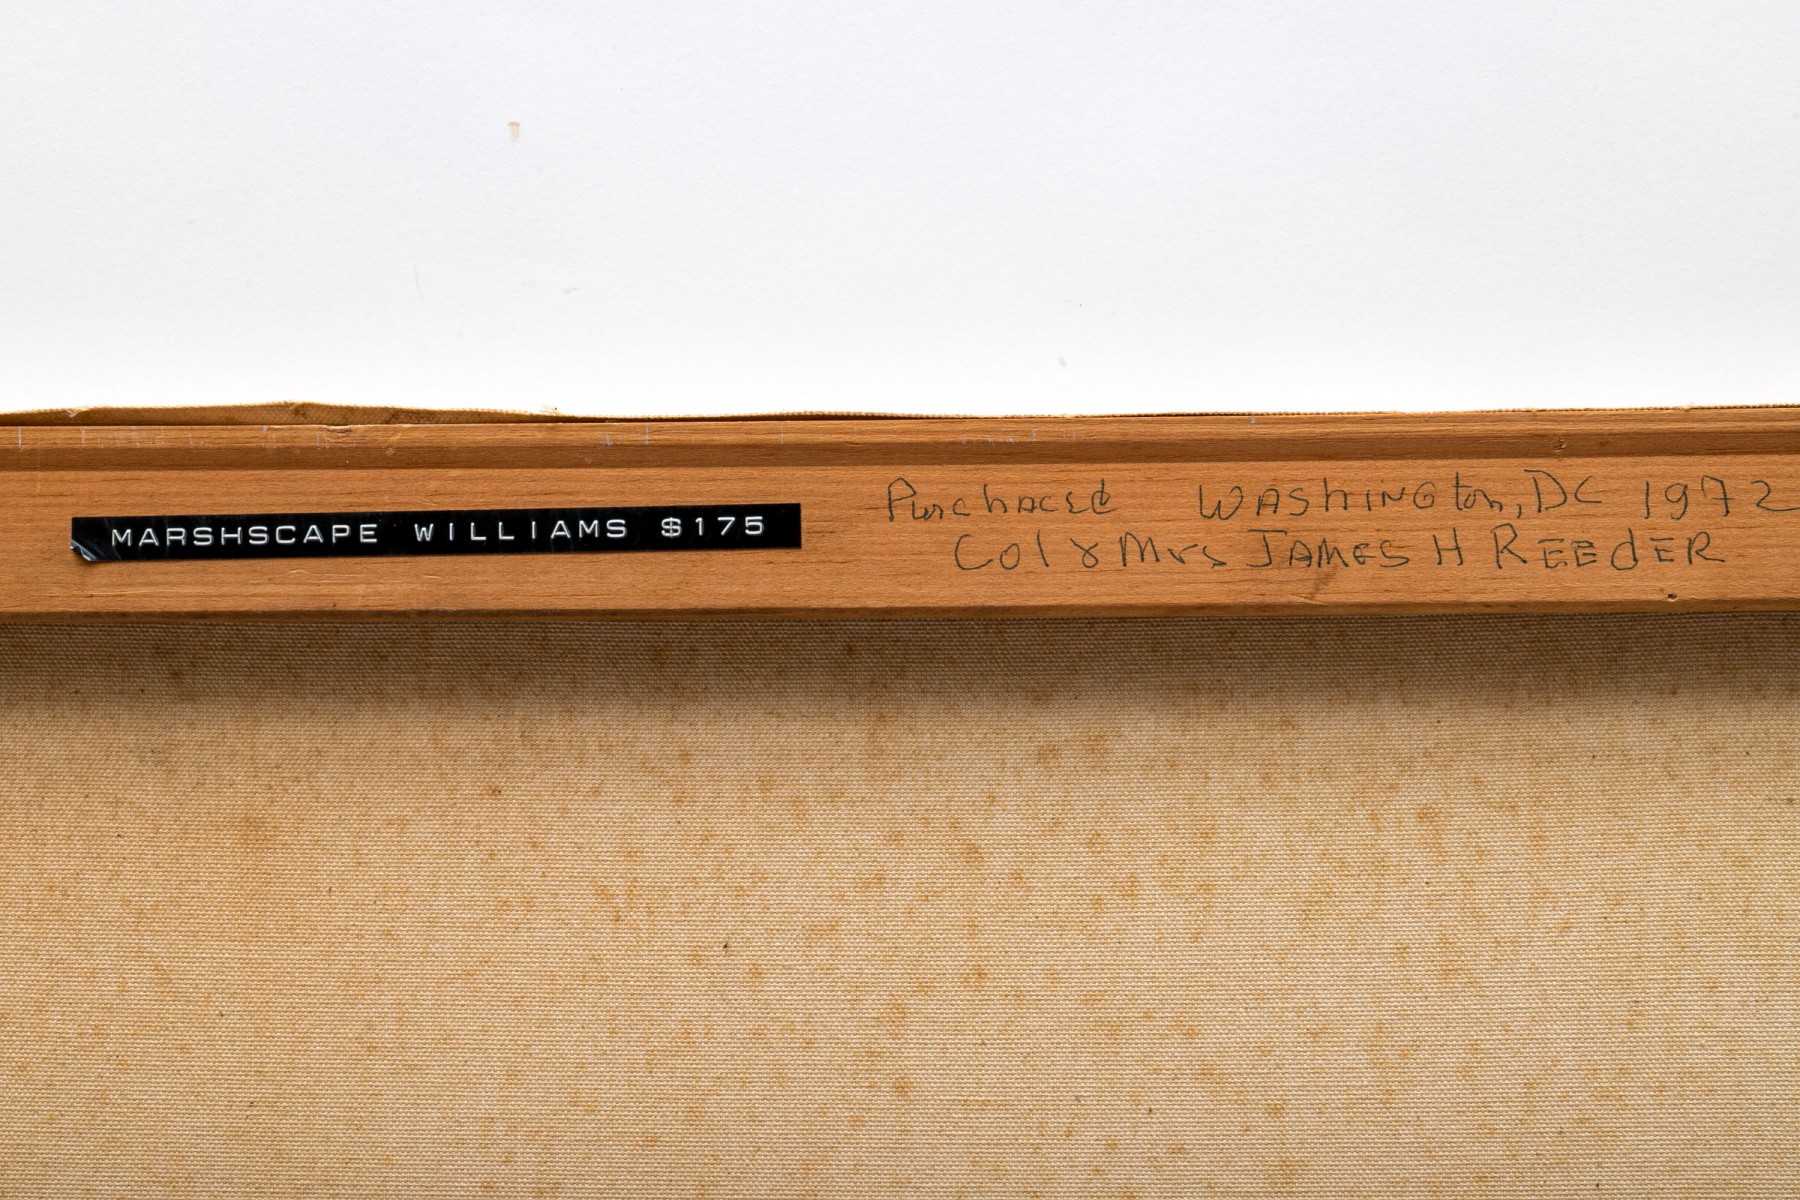 MARSHSCAPE WILLIAMS $175
Purchased Washington, DC 1972
Col & Mrs James H Reeder